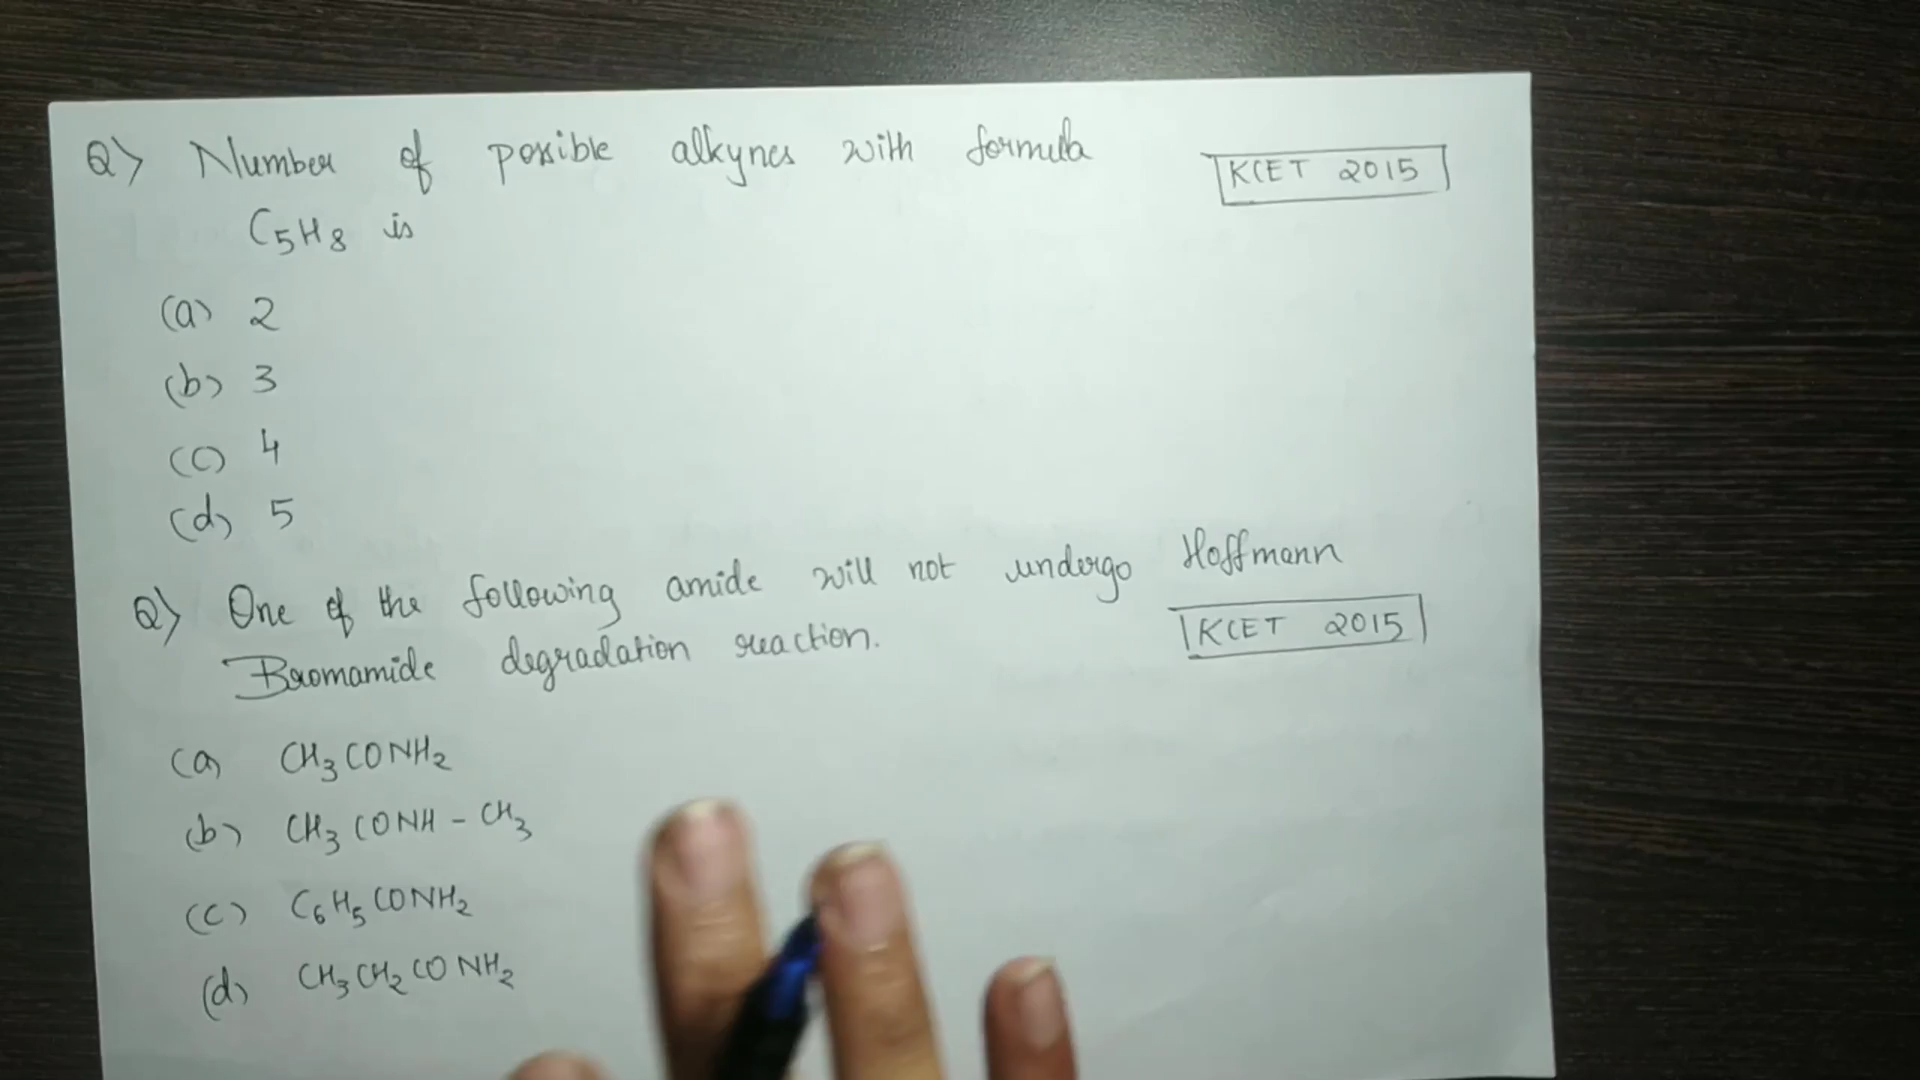 Q) Number of possible alkynes with formula
KCET 2015
C5H8 is
(a) 2
(b) 3
(c) 4
(d) 5
Q) One of the following amide will not undergo Hoffmann
Bromamide degradation reaction.
KCET 2015
(a) CH3CONH2
(b) CH3CONH-CH3
(c) C6H5CONH2
(d) CH3CH2CONH2